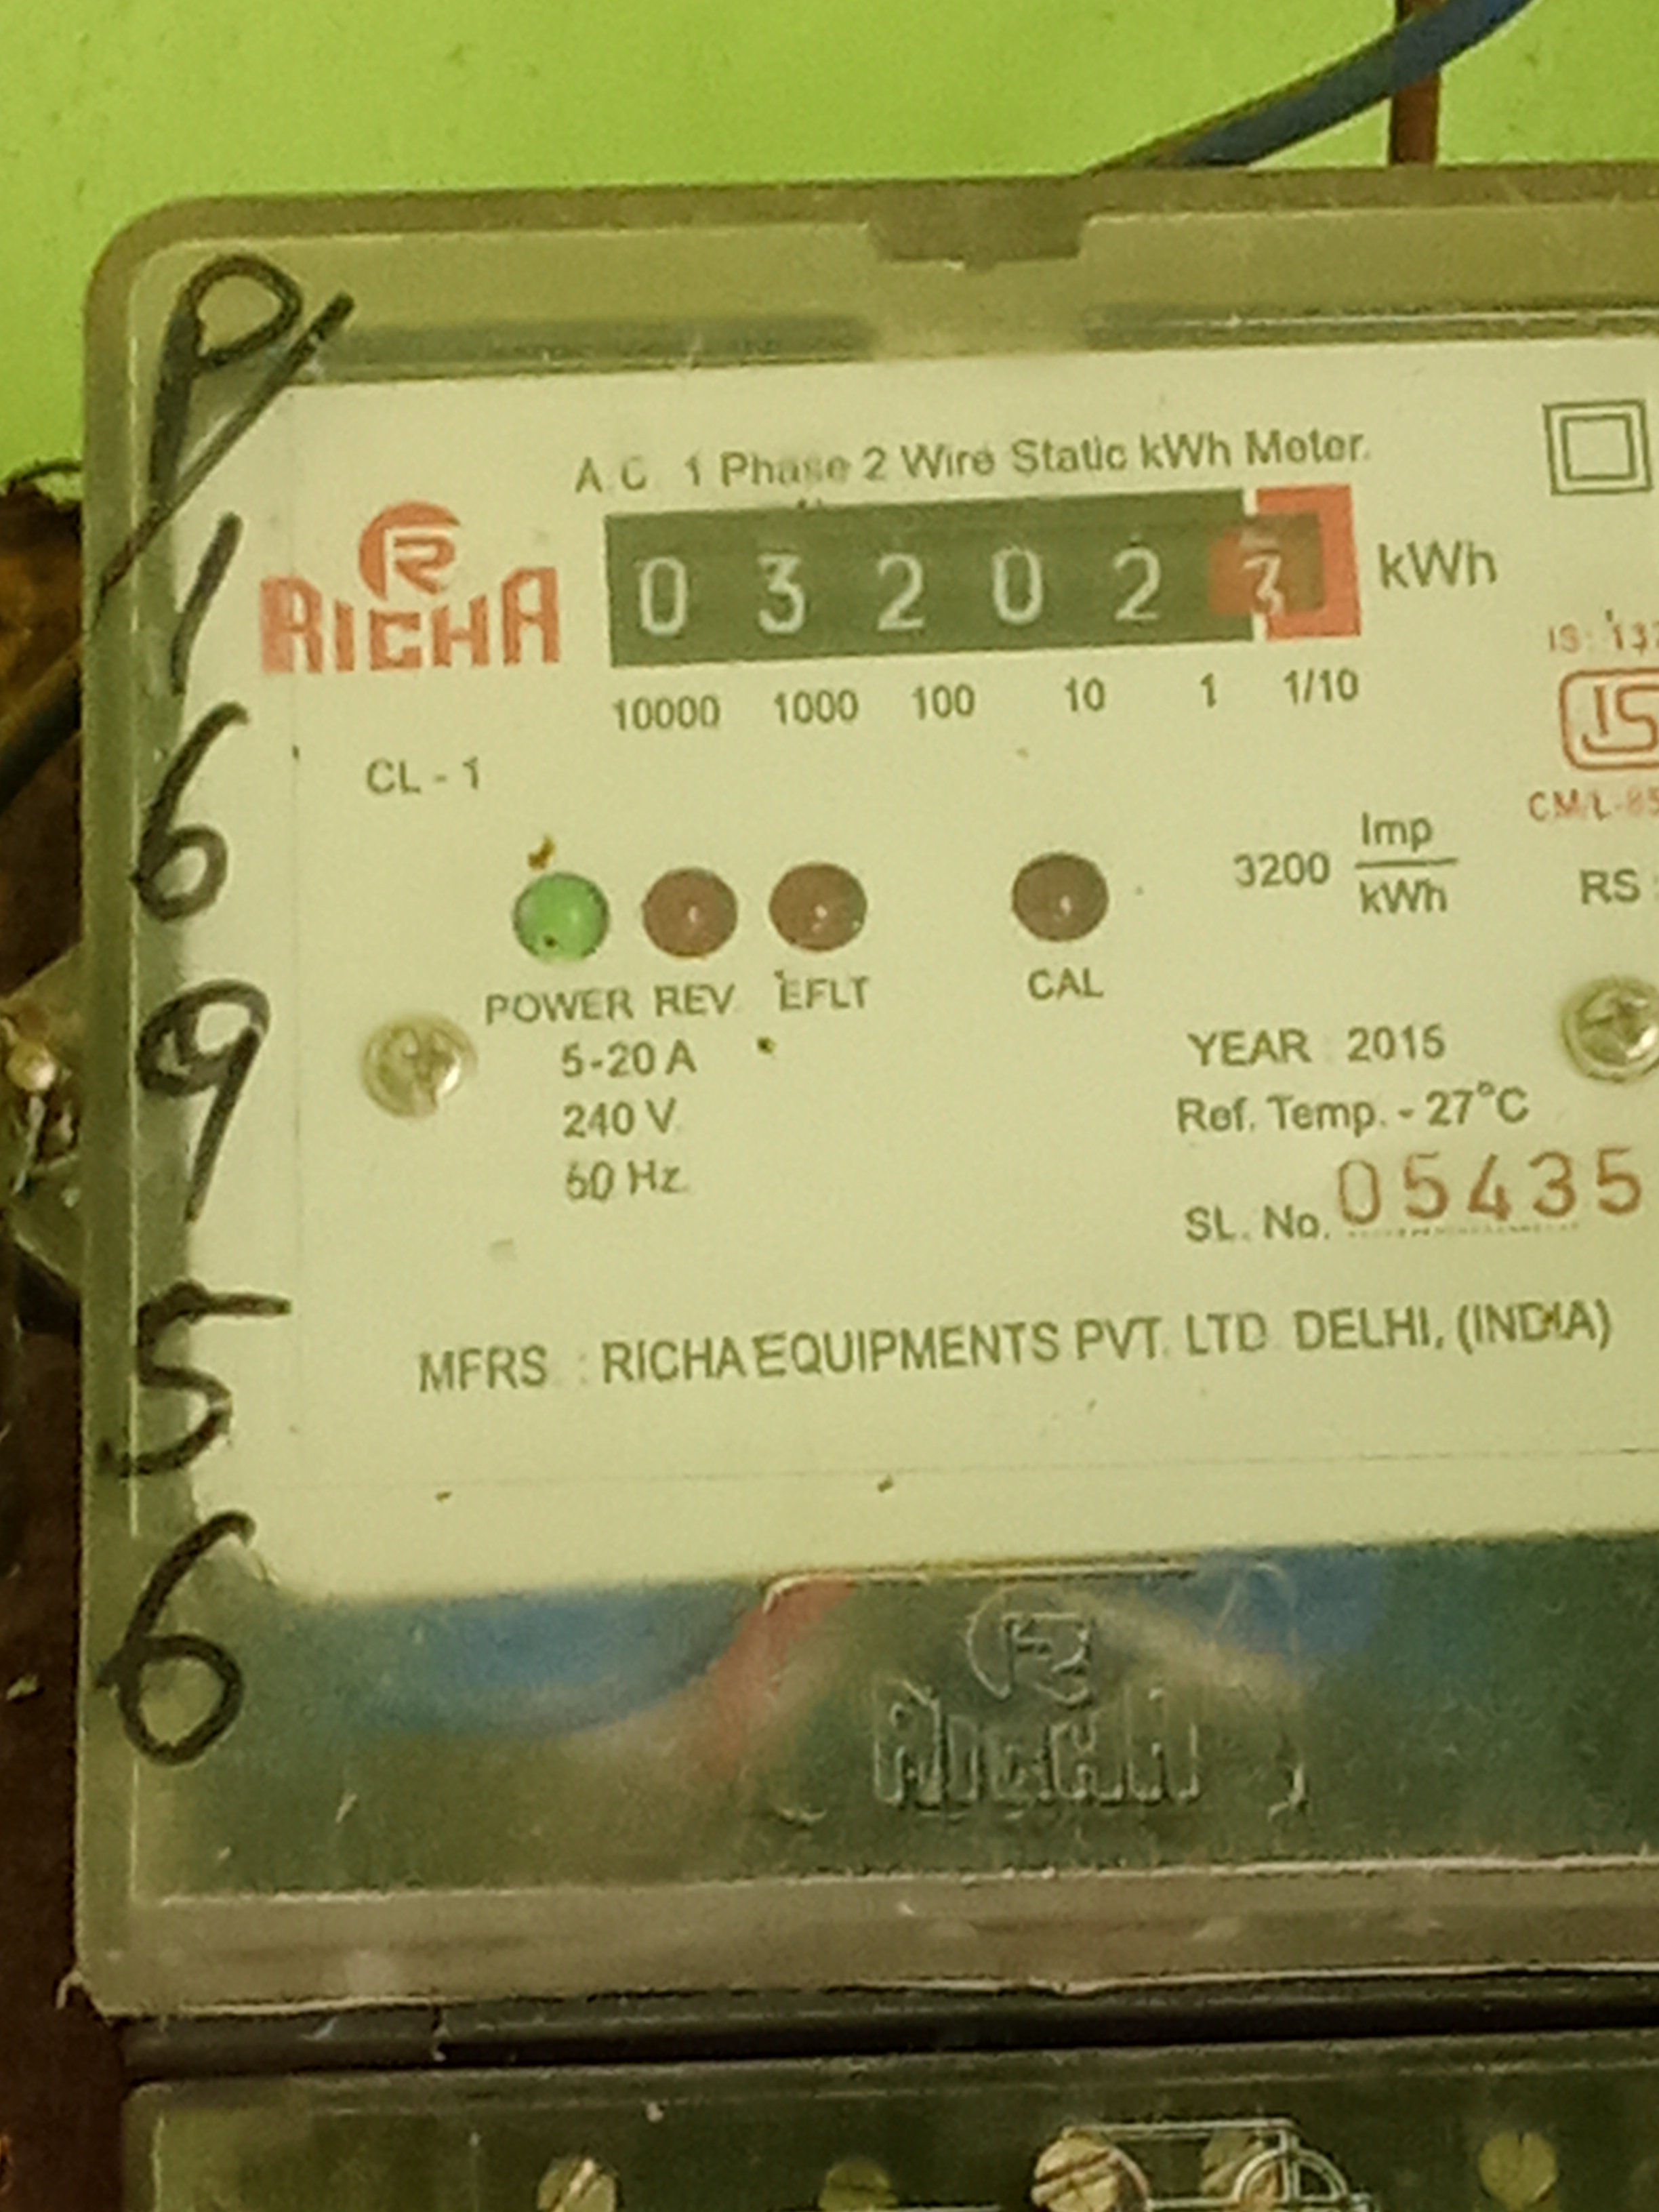 P/
1
6
9
5
6
A.C. 1 Phase 2 Wire Static kWh Meter.
R
RICHA
0 3 2 0 2 3 kWh
10000 1000 100 10 1 1/10
IS
CL - 1
3200 Imp/kWh
RS
POWER REV EFLT CAL
5-20 A
240 V
50 Hz.
YEAR 2015
Ref. Temp. - 27°C
SL. No. 05435
MFRS : RICHA EQUIPMENTS PVT. LTD. DELHI, (INDIA)
R
RICHA